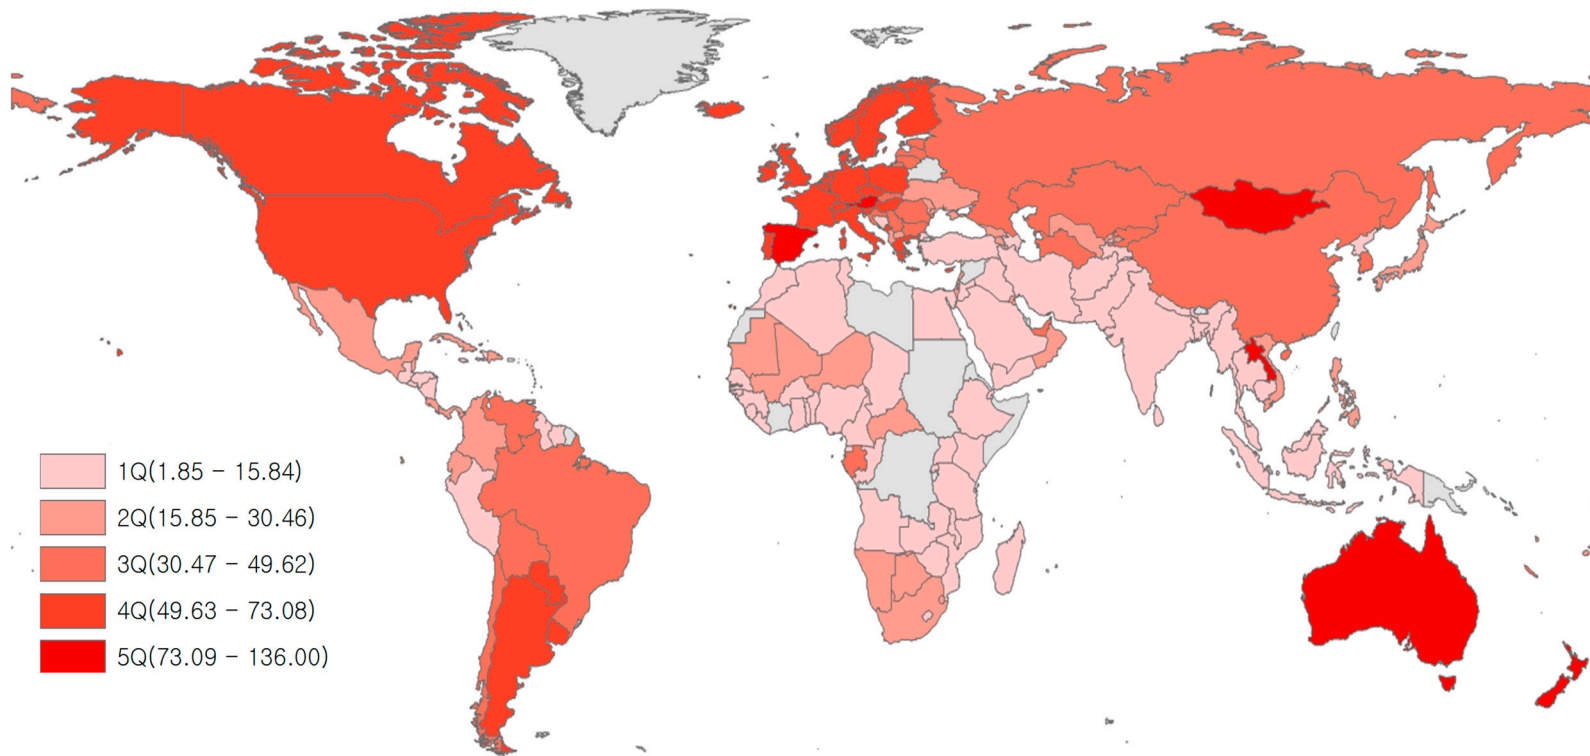 1Q(1.85 - 15.84)
2Q(15.85 - 30.46)
3Q(30.47 - 49.62)
4Q(49.63 - 73.08)
5Q(73.09 - 136.00)